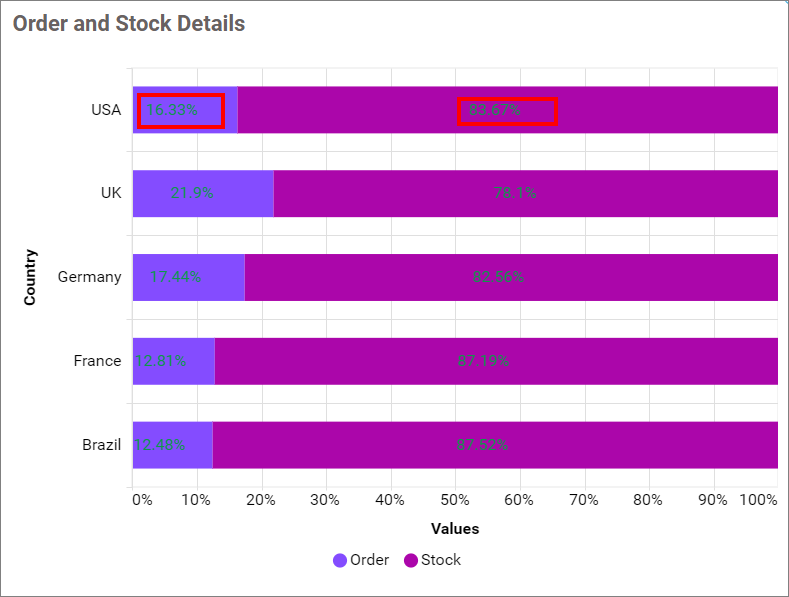 Order and Stock Details
USA 16.33% 83.67%
UK 21.9% 78.1%
Germany 17.44% 82.56%
France 12.81% 87.19%
Brazil 12.48% 87.52%
Country
0% 10% 20% 30% 40% 50% 60% 70% 80% 90% 100%
Values
Order Stock